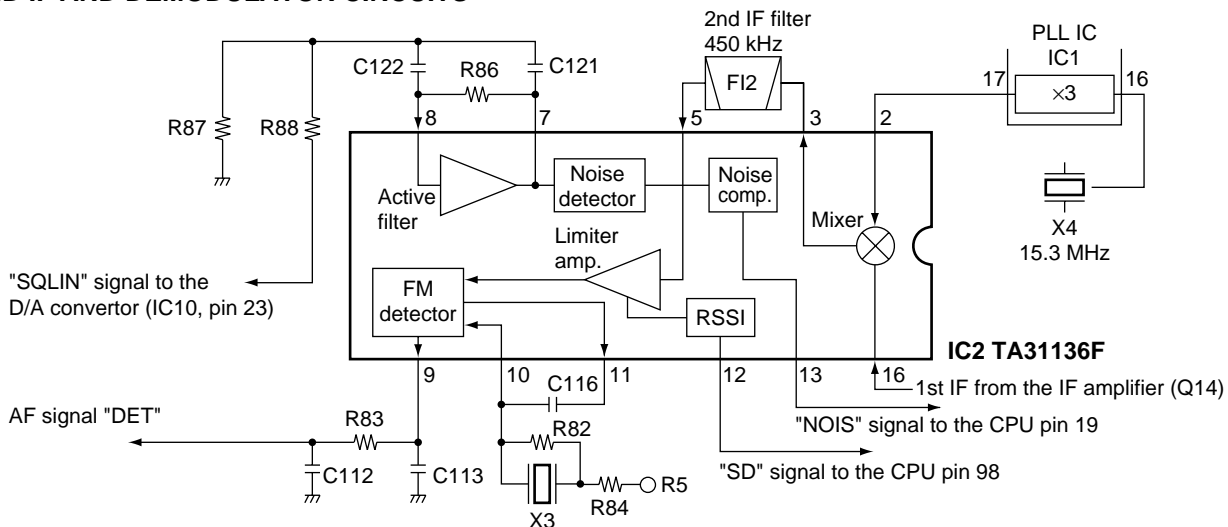 2nd IF filter
450 kHz
PLL IC
IC1
C122
R86
C121
FI2
17
×3
16
R87
R88
8
7
5
3
2
Active
filter
Noise
detector
Noise
comp.
Mixer
X4
15.3 MHz
Limiter
amp.
"SQLIN" signal to the
D/A convertor (IC10, pin 23)
FM
detector
RSSI
IC2 TA31136F
9
10
11
12
13
16
1st IF from the IF amplifier (Q14)
C116
AF signal "DET"
R83
R82
"NOIS" signal to the CPU pin 19
C112
C113
"SD" signal to the CPU pin 98
R84
R5
X3